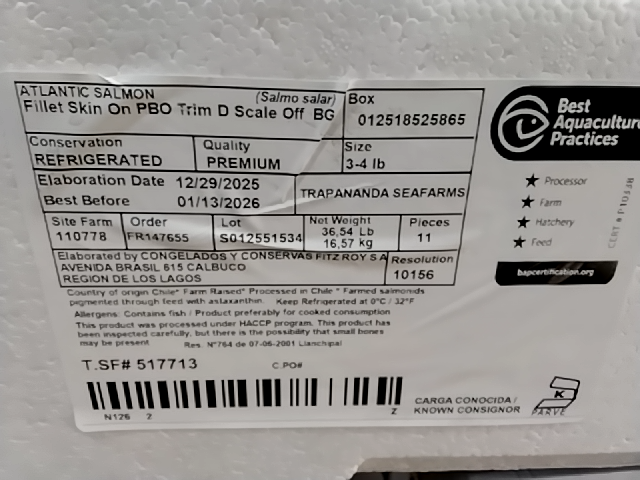 ATLANTIC SALMON (Salmo salar)
Fillet Skin On PBO Trim D Scale Off BG
Box
012518525865
Conservation
REFRIGERATED
Quality
PREMIUM
Size
3-4 lb
Elaboration Date 12/29/2025
Best Before 01/13/2026
TRAPANANDA SEAFARMS
Site Farm
110778
Order
FR147655
Lot
S012551534
Net Weight
36,54 Lb
16,57 kg
Pieces
11
Elaborated by CONGELADOS Y CONSERVAS FITZ ROY S A
AVENIDA BRASIL 615 CALBUCO
REGION DE LOS LAGOS
Resolution
10156
Country of origin Chile* Farm Raised* Processed in Chile * Farmed salmonids
pigmented through feed with astaxanthin. Keep Refrigerated at 0°C / 32°F
Allergens: Contains fish / Product preferably for cooked consumption
This product was produced under HACCP program. This product has
been inspected carefully, but there is the possibility that small bones
may be present Res. N°764 de 07-06-2001 Llanchipal
T.SF# 517713
C.PO#
N126 2 Z
CARGA CONOCIDA /
KNOWN CONSIGNOR
K
PARVE
Best
Aquaculture
Practices
Processor
Farm
Hatchery
Feed
CERT # P10338
bapcertification.org